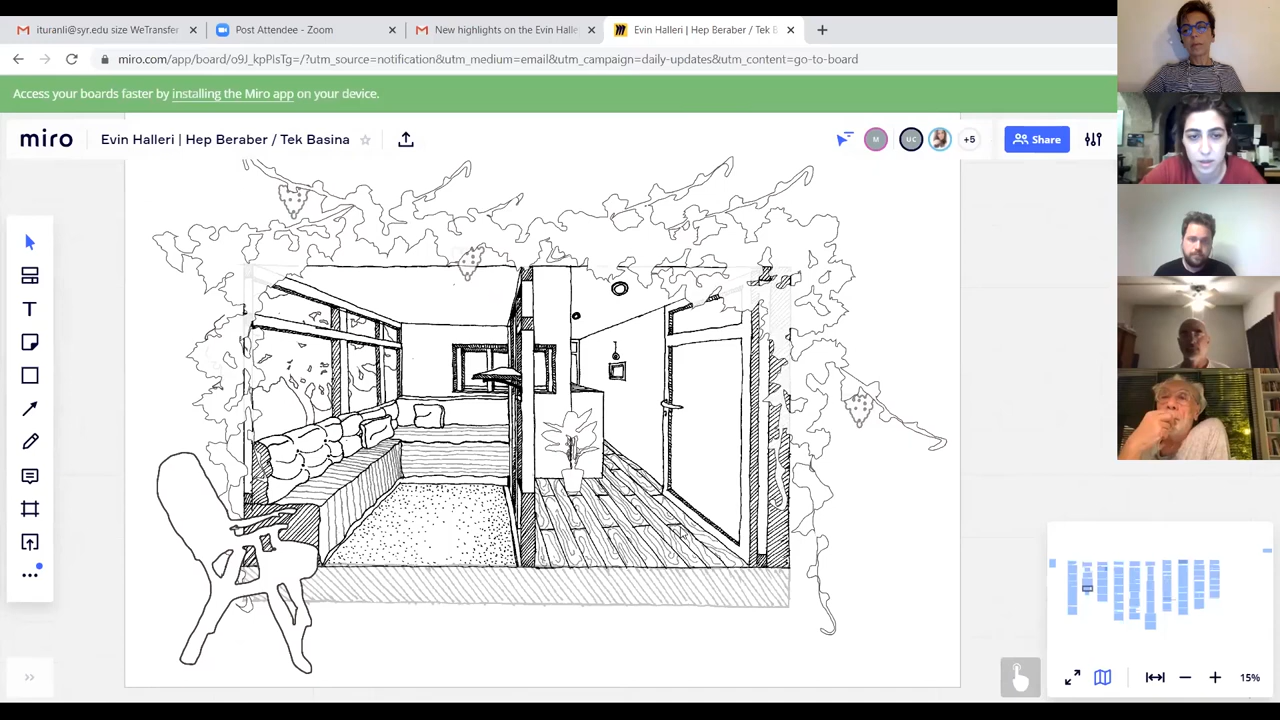 ituranli@syr.edu size WeTransfer
Post Attendee - Zoom
New highlights on the Evin Halle
Evin Halleri | Hep Beraber / Tek B
miro.com/app/board/o9J_kpPlsTg=/?utm_source=notification&utm_medium=email&utm_campaign=daily-updates&utm_content=go-to-board
Access your boards faster by installing the Miro app on your device.
miro
Evin Halleri | Hep Beraber / Tek Basina
M
UC
+5
Share
T
15%